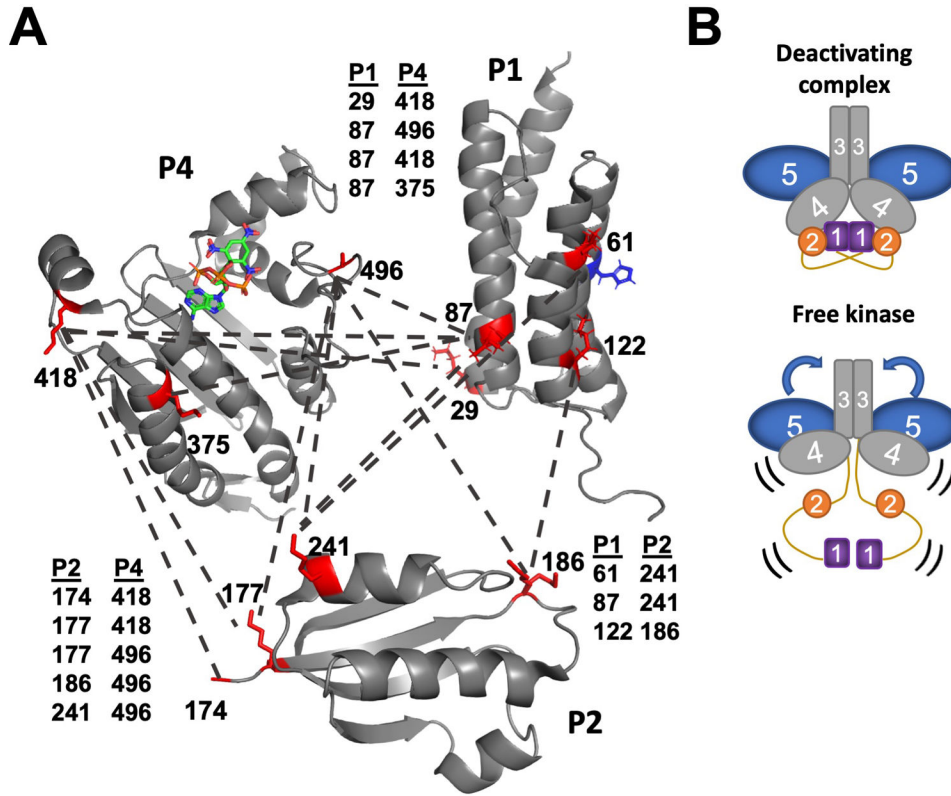 A
B
P1 P4
29 418
87 496
87 418
87 375
P1
P4
Deactivating
complex
3 3
5 5
4 4
2 1 1 2
61
496
87
122
418
29
375
Free kinase
3 3
5 5
4 4
2 2
1 1
241
186
177
P1 P2
61 241
87 241
122 186
P2 P4
174 418
177 418
177 496
186 496
241 496
174
P2